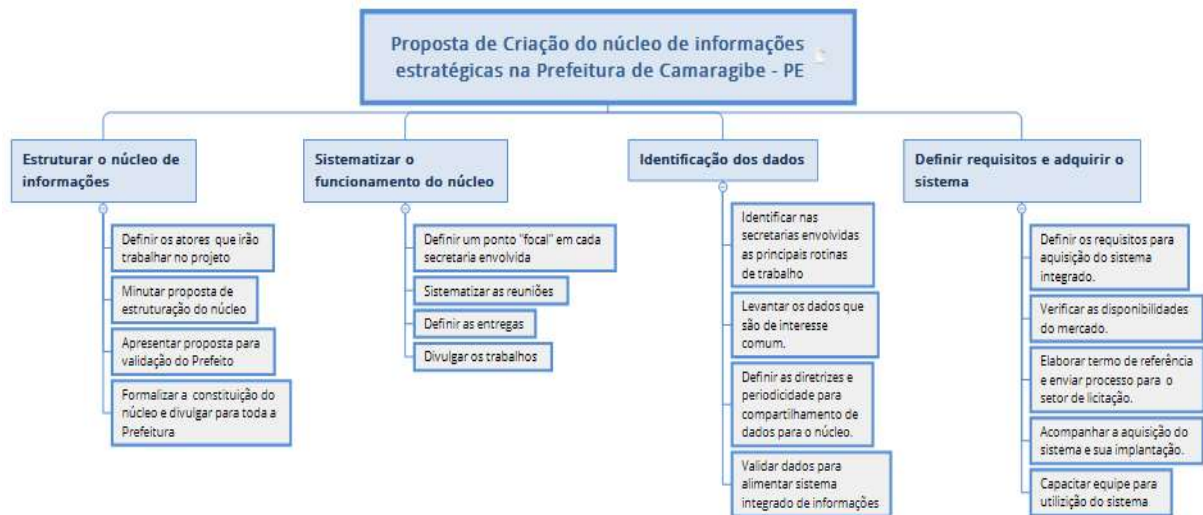 Proposta de Criação do núcleo de informações
estratégicas na Prefeitura de Camaragibe - PE
Estruturar o núcleo de
informações
Definir os atores que irão
trabalhar no projeto
Minutar proposta de
estruturação do núcleo
Apresentar proposta para
validação do Prefeito
Formalizar a constituição do
núcleo e divulgar para toda a
Prefeitura
Sistematizar o
funcionamento do núcleo
Definir um ponto "focal" em cada
secretaria envolvida
Sistematizar as reuniões
Definir as entregas
Divulgar os trabalhos
Identificação dos dados
Identificar nas
secretarias envolvidas
as principais rotinas
de trabalho
Levantar os dados que
são de interesse
comum.
Definir as diretrizes e
periodicidade para
compartilhamento de
dados para o núcleo.
Validar dados para
alimentar sistema
integrado de informações
Definir requisitos e adquirir o
sistema
Definir os requisitos para
aquisição do sistema
integrado.
Verificar as disponibilidades
do mercado.
Elaborar termo de referência
e enviar processo para o
setor de licitação.
Acompanhar a aquisição do
sistema e sua implantação.
Capacitar equipe para
utilizição do sistema